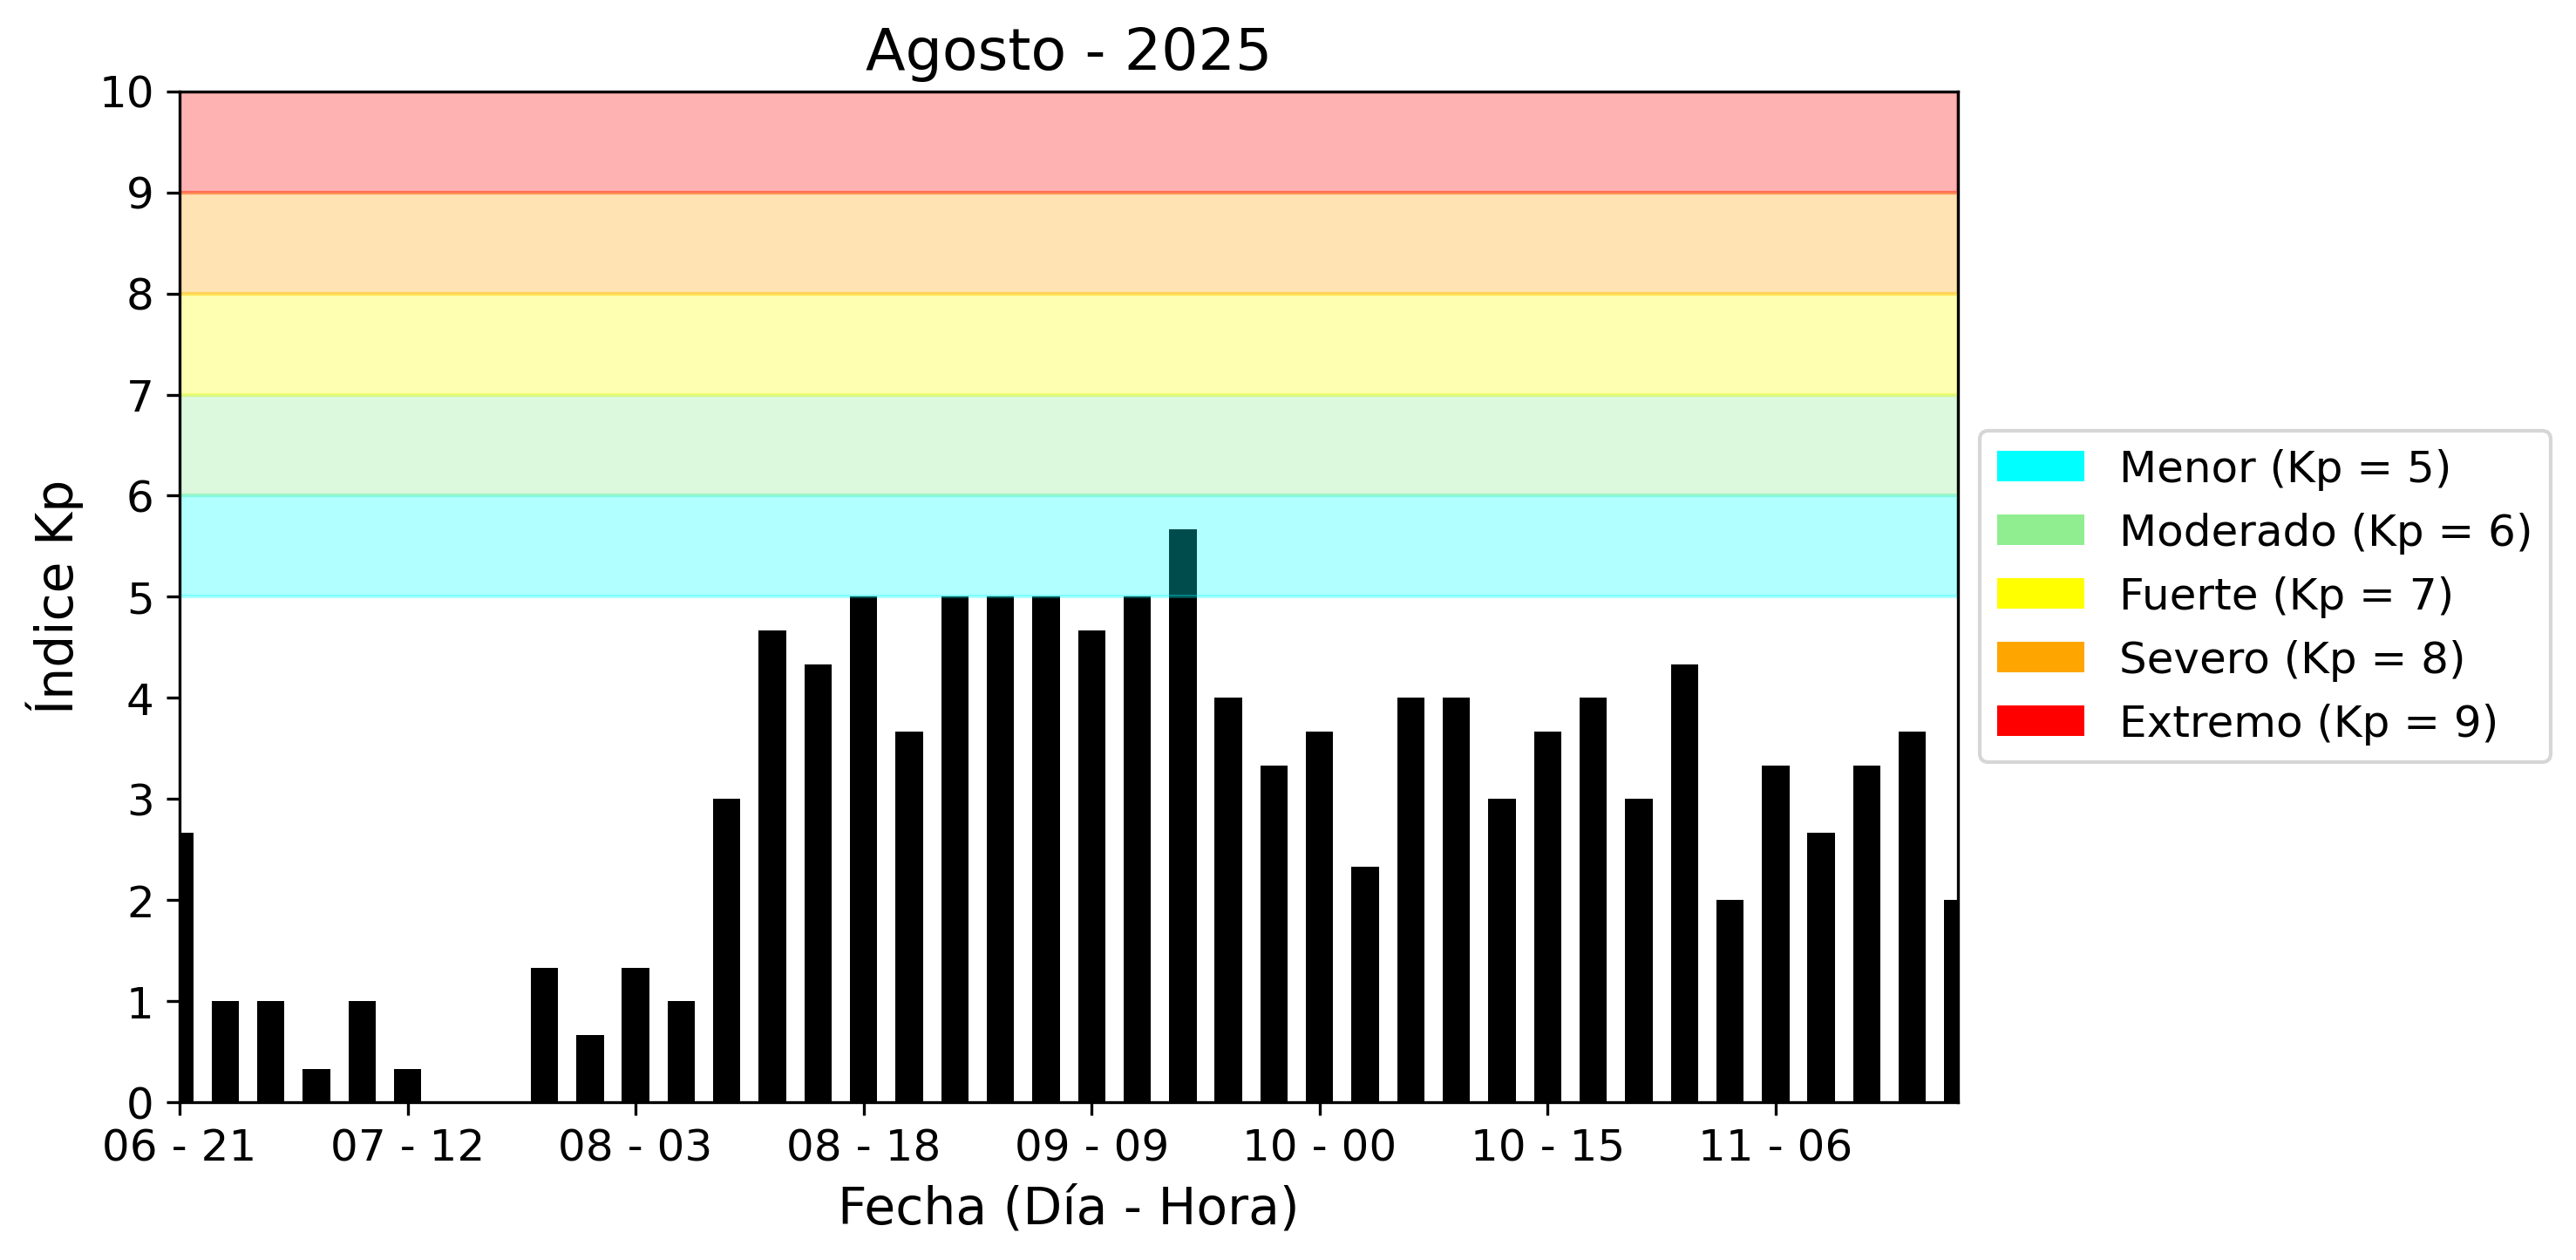 Agosto - 2025
Índice Kp
10
9
8
7
6
5
4
3
2
1
0
06 - 21
07 - 12
08 - 03
08 - 18
09 - 09
10 - 00
10 - 15
11 - 06
Fecha (Día - Hora)
Menor (Kp = 5)
Moderado (Kp = 6)
Fuerte (Kp = 7)
Severo (Kp = 8)
Extremo (Kp = 9)